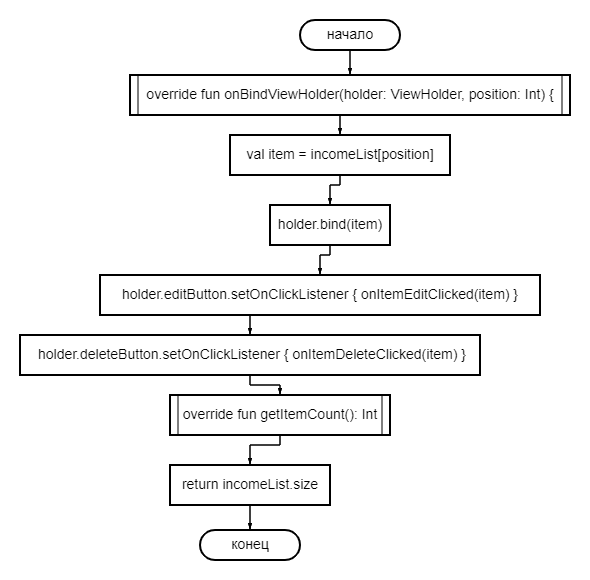 начало
override fun onBindViewHolder(holder: ViewHolder, position: Int) {
val item = incomeList[position]
holder.bind(item)
holder.editButton.setOnClickListener { onItemEditClicked(item) }
holder.deleteButton.setOnClickListener { onItemDeleteClicked(item) }
override fun getItemCount(): Int
return incomeList.size
конец